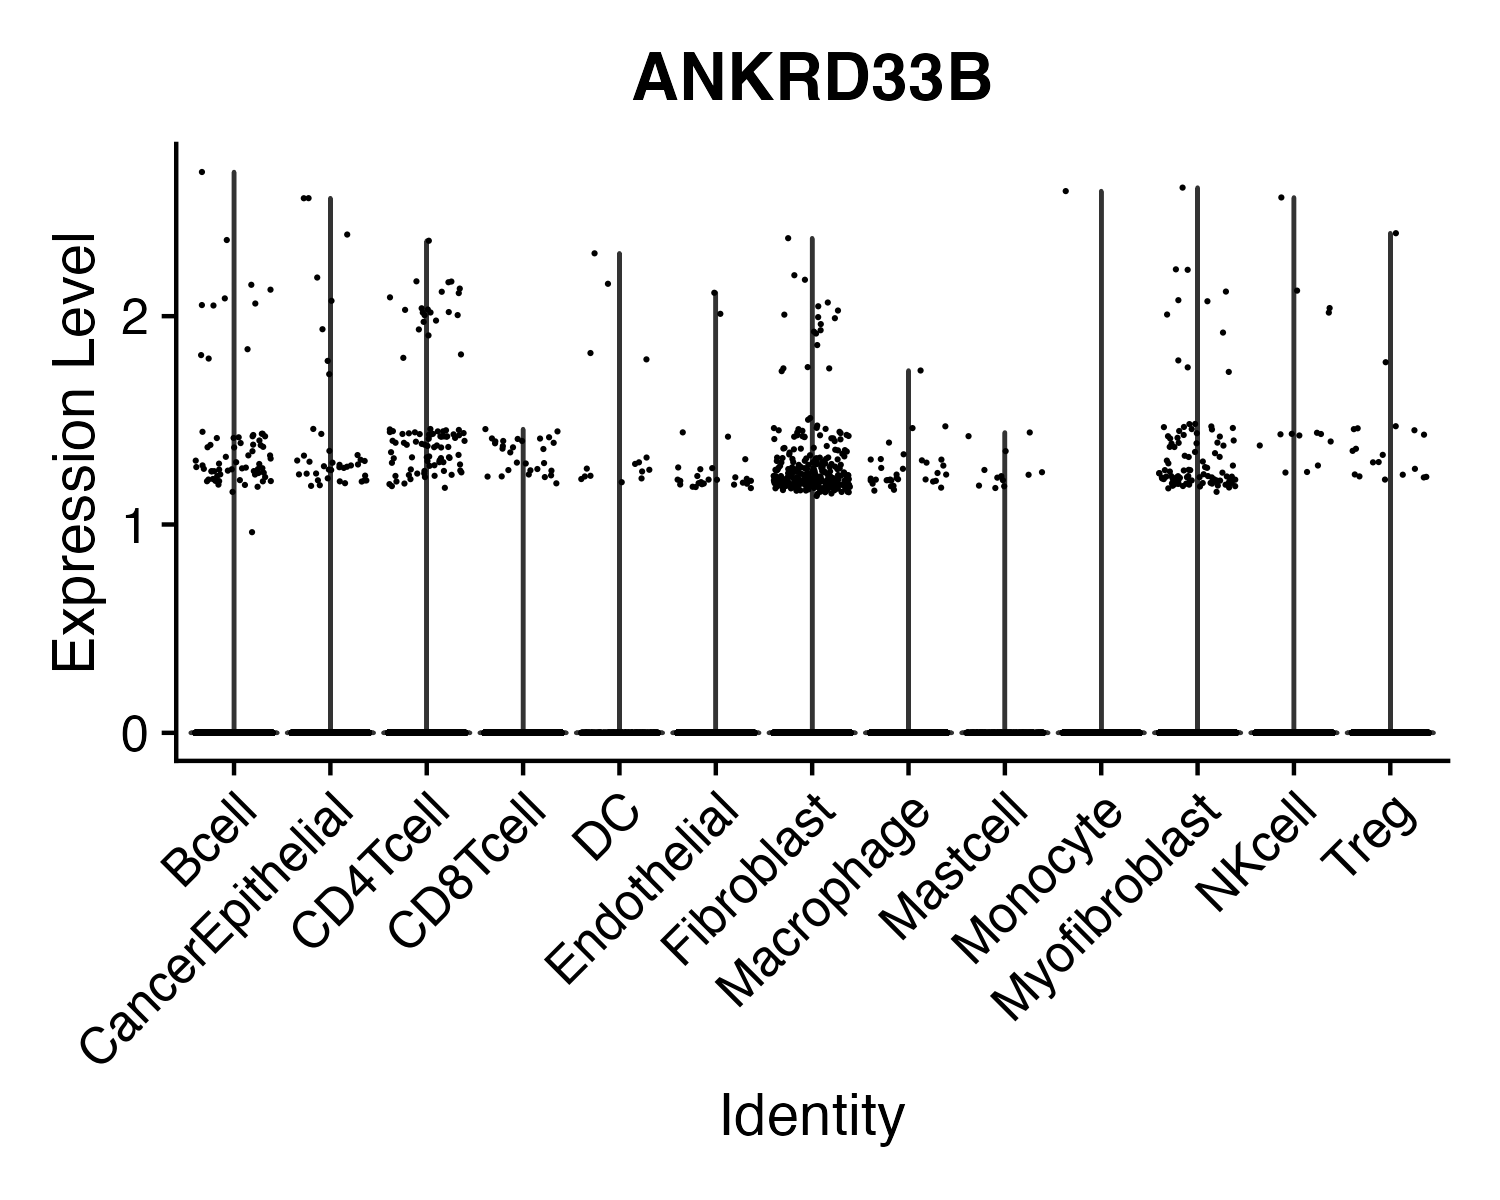 ANKRD33B
Expression Level
2
1
0
Bcell
CancerEpithelial
CD4Tcell
CD8Tcell
DC
Endothelial
Fibroblast
Macrophage
Mastcell
Monocyte
Myofibroblast
NKcell
Treg
Identity